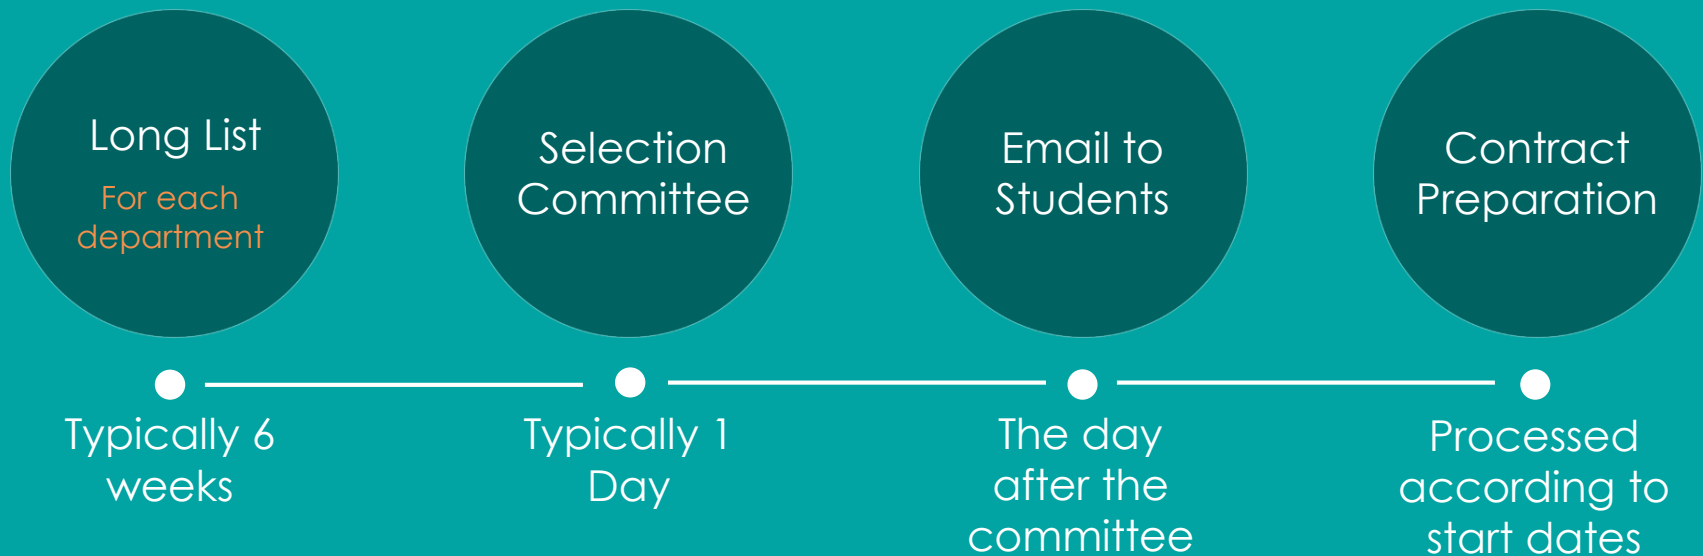 Long List
For each
department
Selection
Committee
Email to
Students
Contract
Preparation
Typically 6
weeks
Typically 1
Day
The day
after the
committee
Processed
according to
start dates